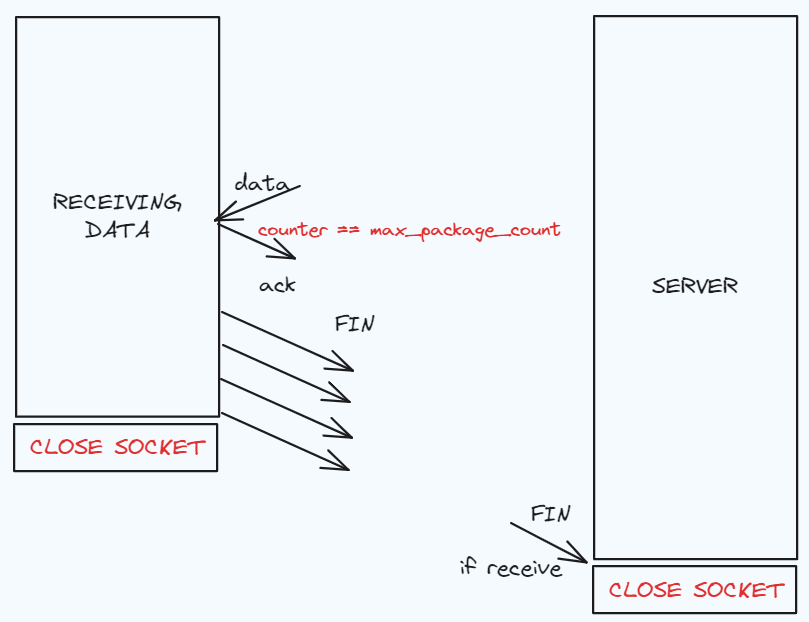 data
RECEIVING
DATA
counter == max_package_count
ack
SERVER
FIN
CLOSE SOCKET
FIN
if receive
CLOSE SOCKET